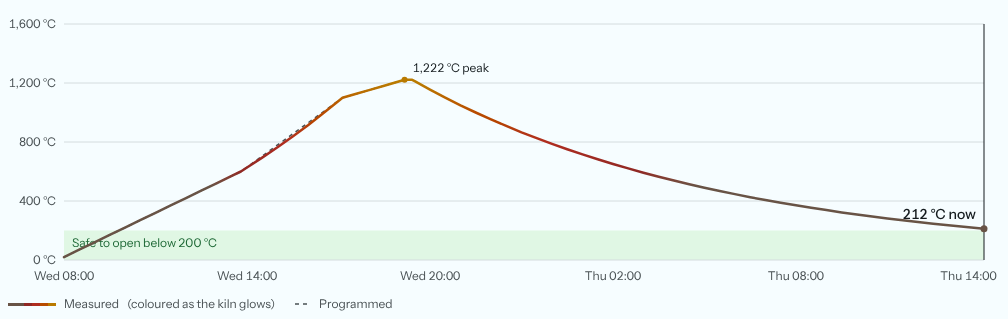 1,600 °C
1,222 °C peak
1,200 °C
800 °C
400 °C
212 °C now
Safe to open below 200 °C
0 °C
Wed 08:00 Wed 14:00 Wed 20:00 Thu 02:00 Thu 08:00 Thu 14:00
Measured (coloured as the kiln glows) Programmed